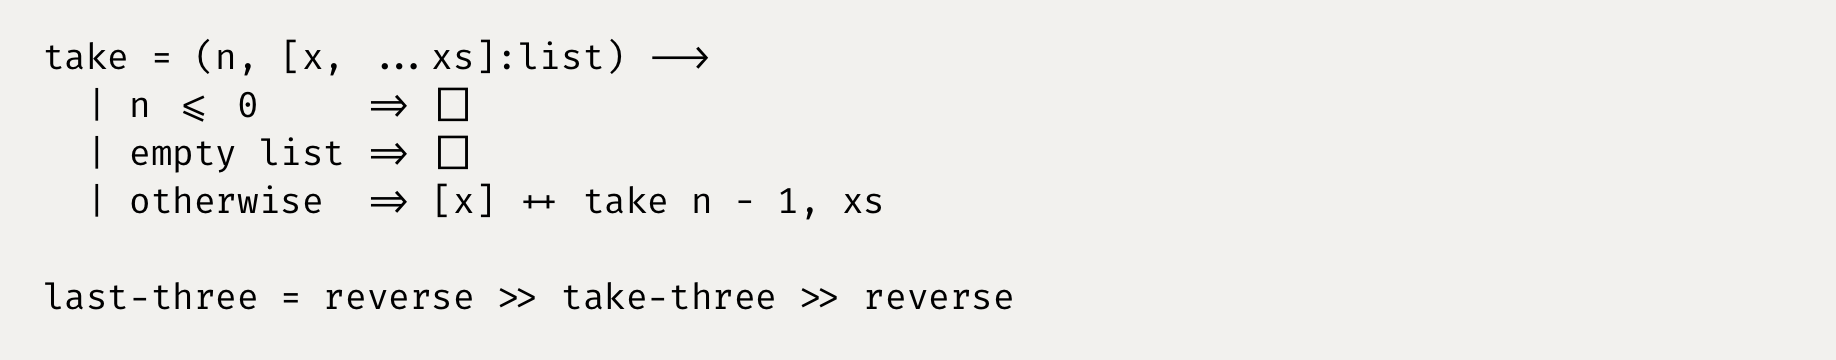 take = (n, [x, ...xs]:list) -->
  | n <= 0     => []
  | empty list => []
  | otherwise  => [x] ++ take n - 1, xs

last-three = reverse >> take-three >> reverse